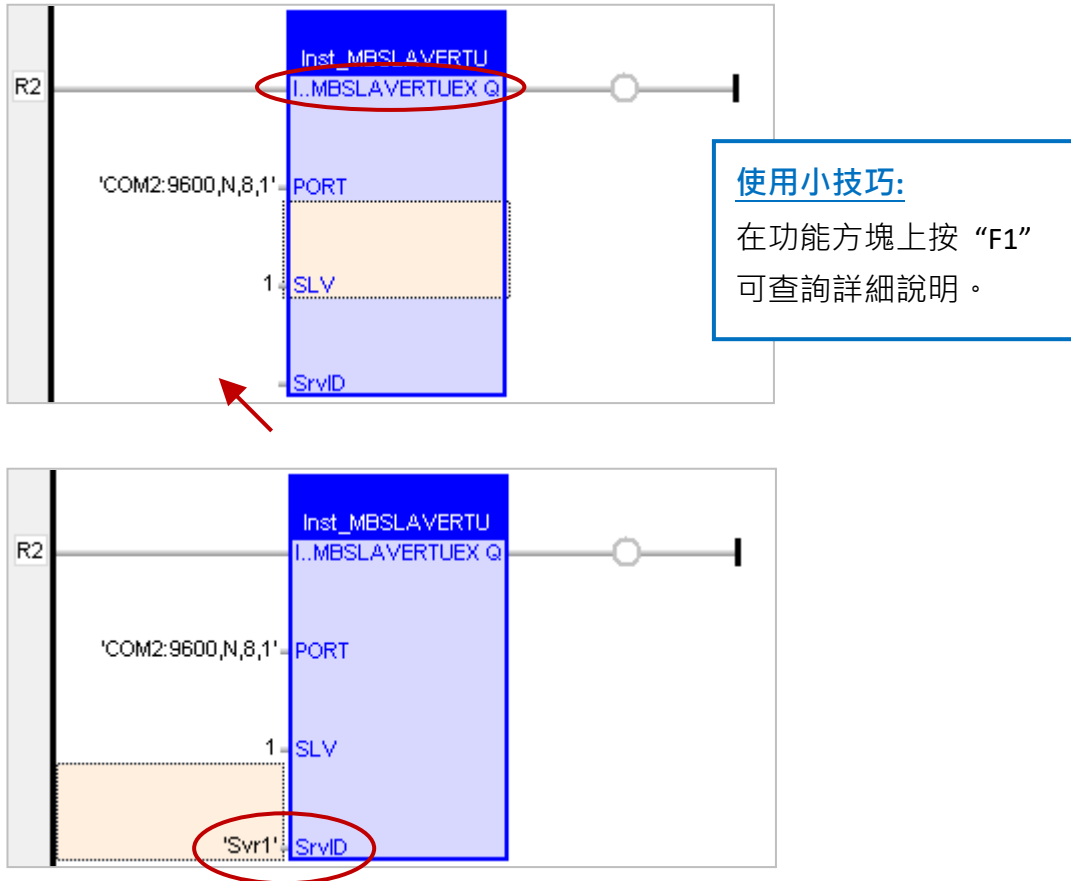 Inst_MBSLAVERTU
R2
I..MBSLAVERTUEX Q
'COM2:9600,N,8,1'
PORT
1
SLV
SrvID
使用小技巧:
在功能方塊上按 “F1”
可查詢詳細說明。
Inst_MBSLAVERTU
R2
I..MBSLAVERTUEX Q
'COM2:9600,N,8,1'
PORT
1
SLV
'Svr1'
SrvID